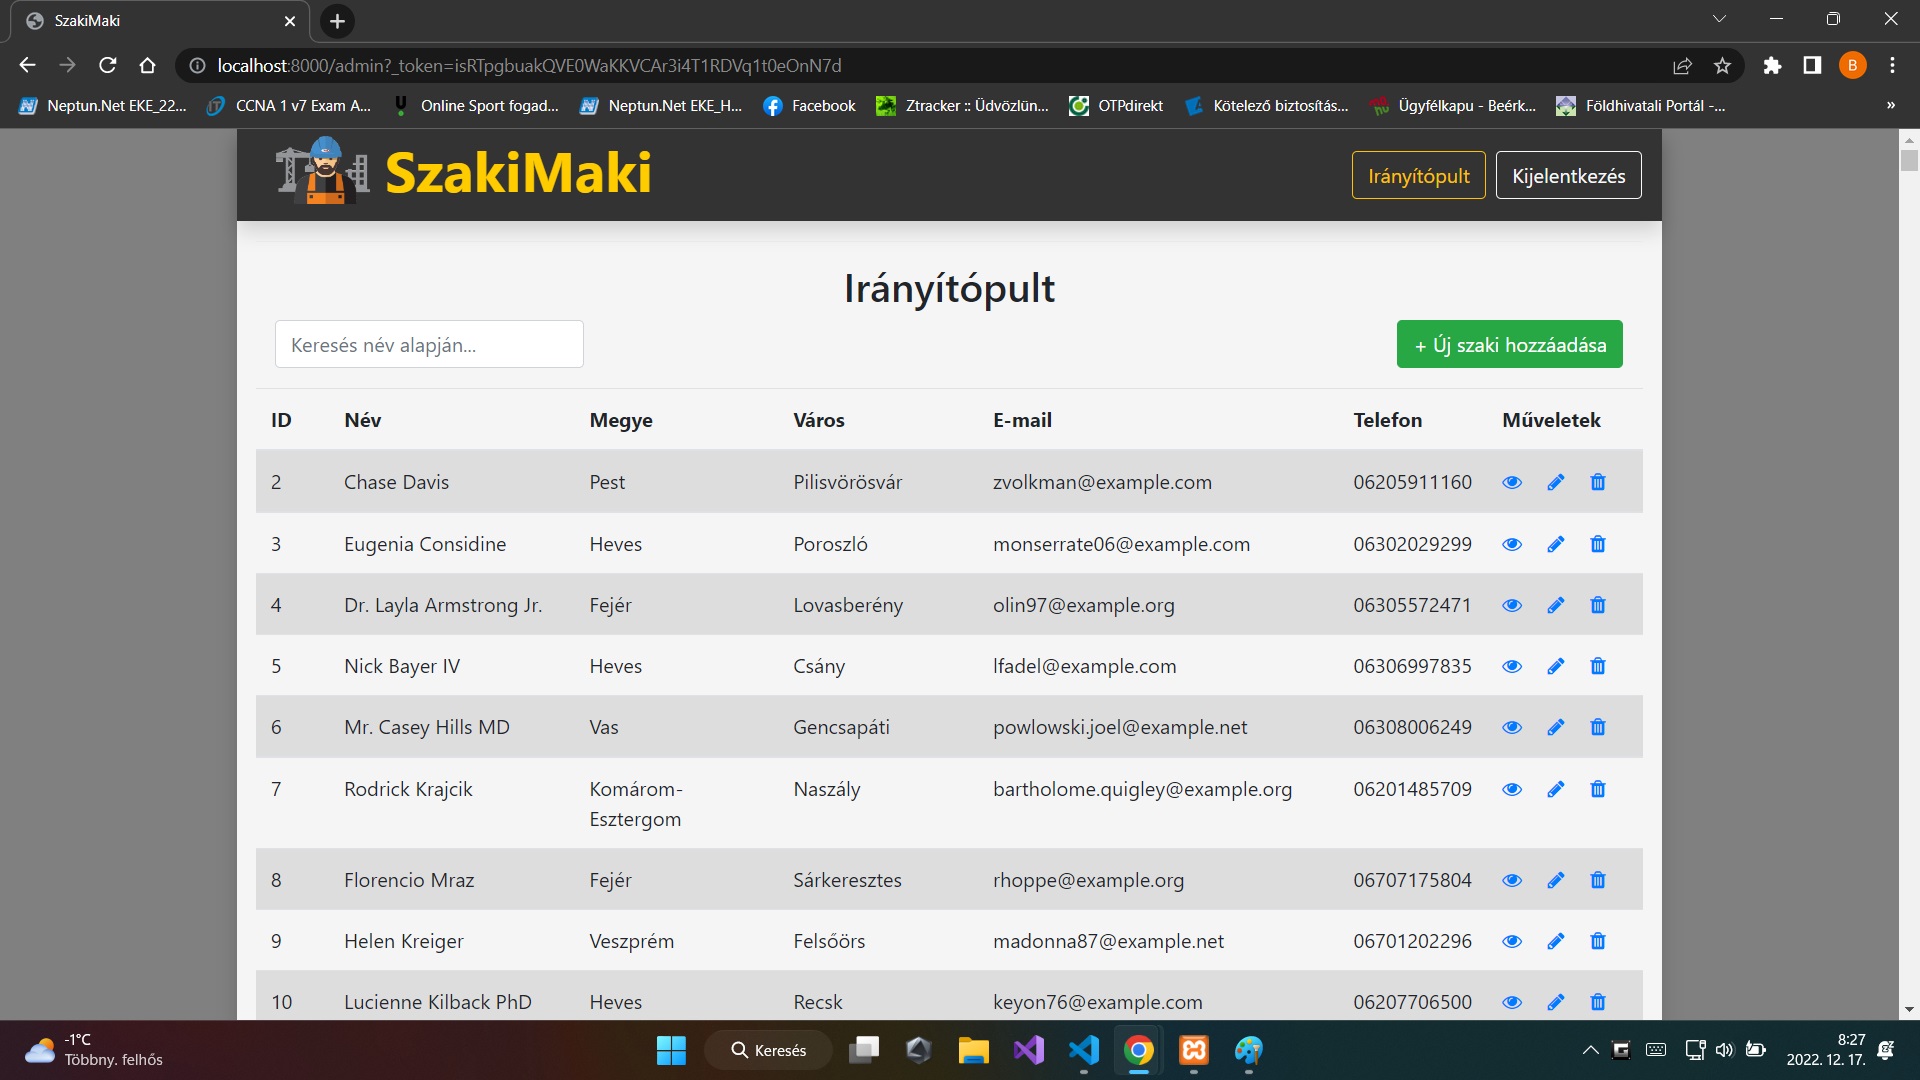 SzakiMaki
localhost:8000/admin?_token=isRTpgbuakQVE0WaKKVCAr3i4T1RDVq1t0eOnN7d
B
Neptun.Net EKE_22... CCNA 1 v7 Exam A... Online Sport fogad... Neptun.Net EKE_H... Facebook Ztracker :: Üdvözlün... OTPdirekt Kötelező biztosítás... Ügyfélkapu - Beérk... Földhivatali Portál -... »
SzakiMaki Irányítópult Kijelentkezés
Irányítópult
Keresés név alapján... + Új szaki hozzáadása
ID Név Megye Város E-mail Telefon Műveletek
2 Chase Davis Pest Pilisvörösvár zvolkman@example.com 06205911160
3 Eugenia Considine Heves Poroszló monserrate06@example.com 06302029299
4 Dr. Layla Armstrong Jr. Fejér Lovasberény olin97@example.org 06305572471
5 Nick Bayer IV Heves Csány lfadel@example.com 06306997835
6 Mr. Casey Hills MD Vas Gencsapáti powlowski.joel@example.net 06308006249
7 Rodrick Krajcik Komárom- Naszály bartholome.quigley@example.org 06201485709
Esztergom
8 Florencio Mraz Fejér Sárkeresztes rhoppe@example.org 06707175804
9 Helen Kreiger Veszprém Felsőörs madonna87@example.net 06701202296
10 Lucienne Kilback PhD Heves Recsk keyon76@example.com 06207706500
-1°C
Többny. felhős
Keresés
8:27
2022. 12. 17.